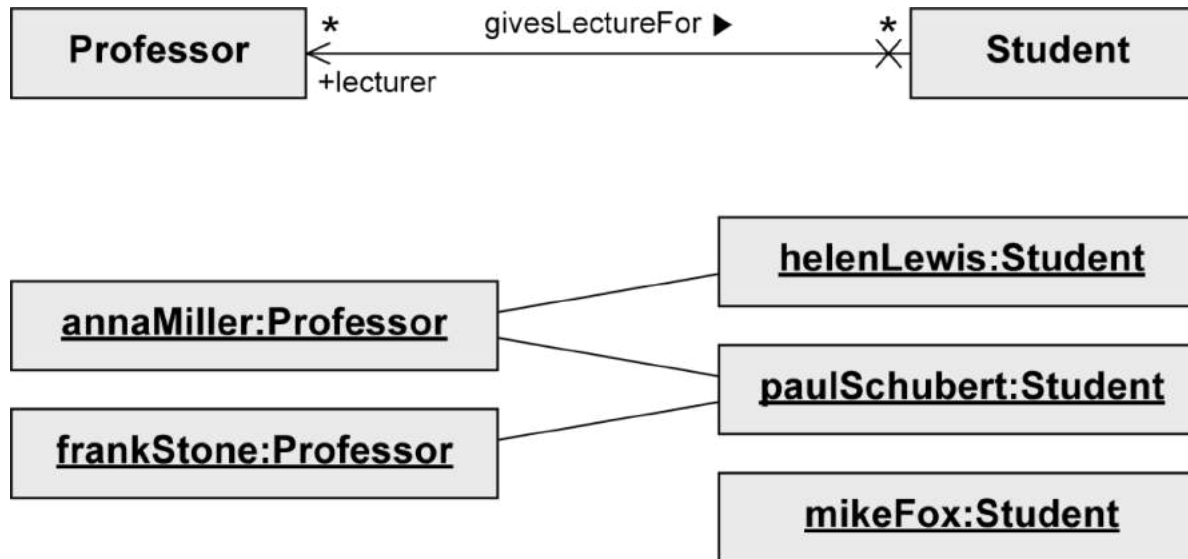 * givesLectureFor ▶ *
Professor
Student
+lecturer
helenLewis:Student
annaMiller:Professor
paulSchubert:Student
frankStone:Professor
mikeFox:Student